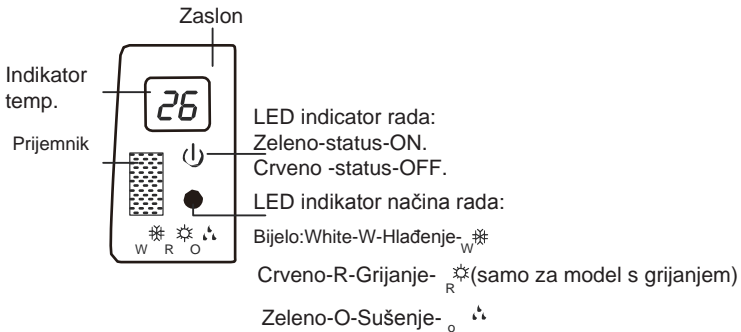 Zaslon
Indikator
temp.
26
Prijemnik
W R O
LED indicator rada:
Zeleno-status-ON.
Crveno -status-OFF.
LED indikator načina rada:
Bijelo:White-W-Hlađenje-W
Crveno-R-Grijanje- R (samo za model s grijanjem)
Zeleno-O-Sušenje- o